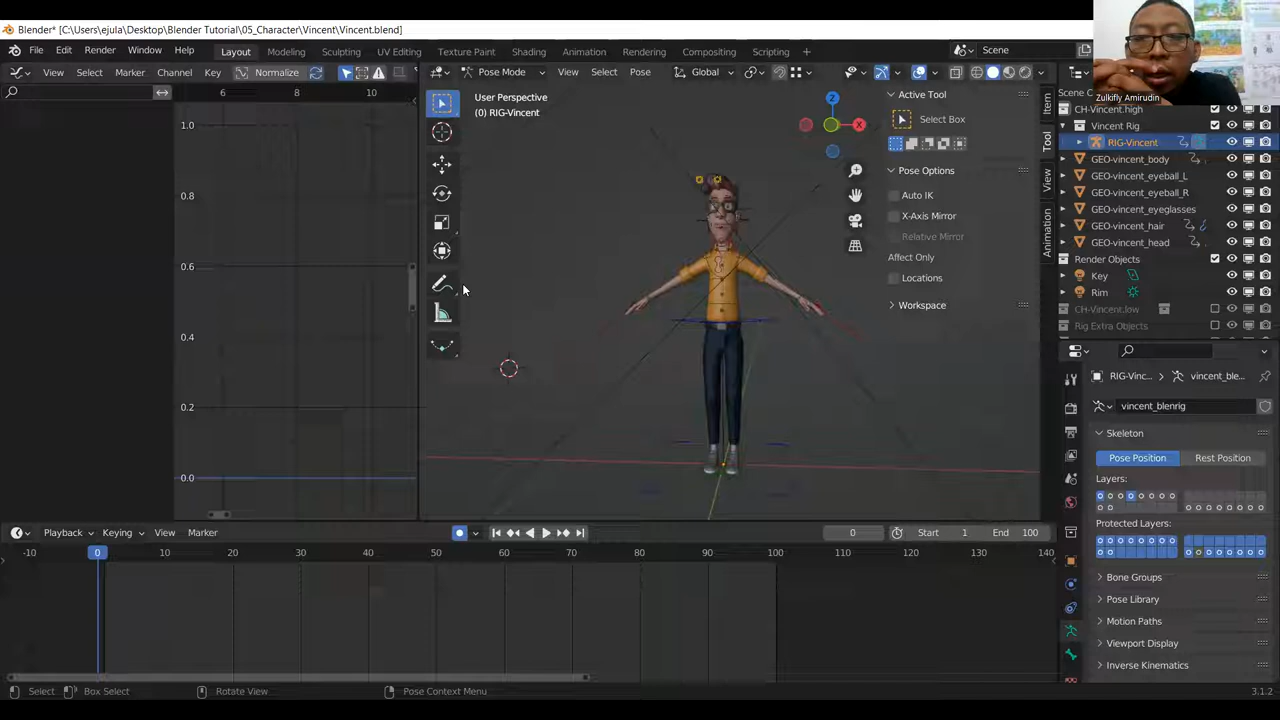 Blender* [C:\Users\ejula\Desktop\Blender Tutorial\05_Character\Vincent\Vincent.blend]
File Edit Render Window Help
Layout Modeling Sculpting UV Editing Texture Paint Shading Animation Rendering Compositing Scripting +
Scene
Zulkifly Amirudin
View Select Marker Channel Key Normalize
Pose Mode View Select Pose Global
6 8 10
1.0
0.8
0.6
0.4
0.2
0.0
User Perspective
(0) RIG-Vincent
Z
X
Active Tool
Select Box
Pose Options
Auto IK
X-Axis Mirror
Relative Mirror
Affect Only
Locations
Workspace
Item
Tool
View
Animation
Scene C
CH-Vincent.high
Vincent Rig
RIG-Vincent
GEO-vincent_body
GEO-vincent_eyeball_L
GEO-vincent_eyeball_R
GEO-vincent_eyeglasses
GEO-vincent_hair
GEO-vincent_head
Render Objects
Key
Rim
CH-Vincent.low
Rig Extra Objects
RIG-Vinc... vincent_ble...
vincent_blenrig
Skeleton
Pose Position Rest Position
Layers:
Protected Layers:
Bone Groups
Pose Library
Motion Paths
Viewport Display
Inverse Kinematics
Playback Keying View Marker
0 Start 1 End 100
-10 0 10 20 30 40 50 60 70 80 90 100 110 120 130 140
Select Box Select Rotate View Pose Context Menu 3.1.2